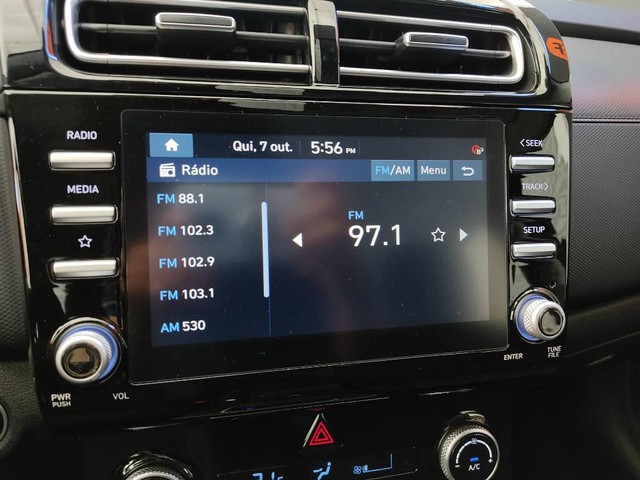 RADIO
MEDIA
PWR
PUSH
VOL
Qui, 7 out. 5:56 PM
Rádio
FM/AM Menu
FM 88.1
FM 102.3
FM 102.9
FM 103.1
AM 530
FM
97.1
SEEK
TRACK
SETUP
ENTER
TUNE
FILE
A/C